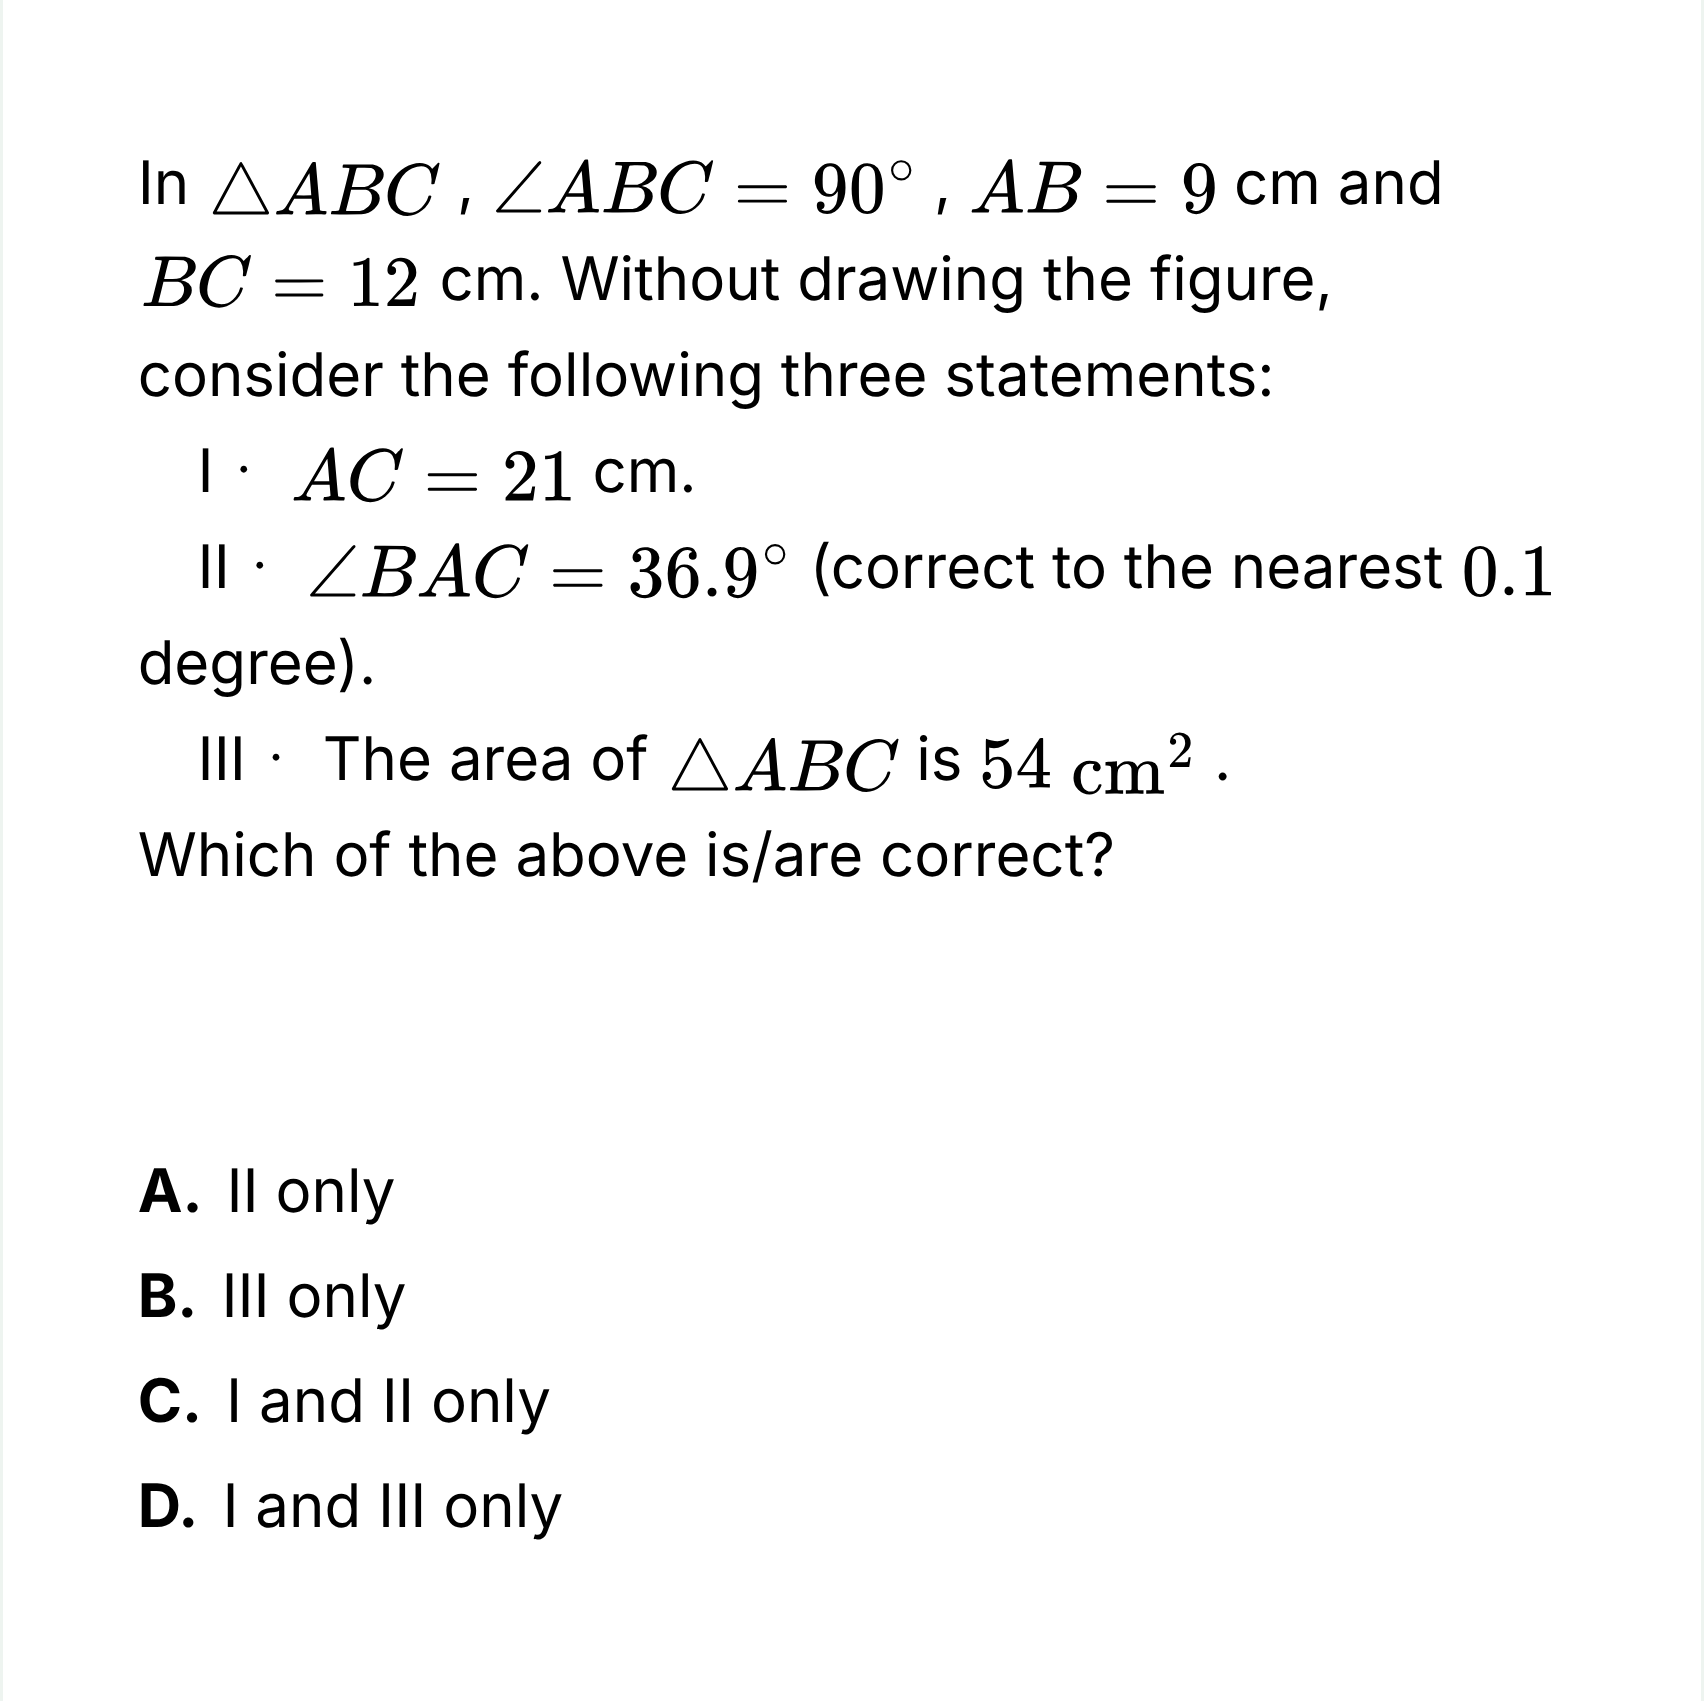 In △ABC , ∠ABC = 90° , AB = 9 cm and
BC = 12 cm. Without drawing the figure,
consider the following three statements:
I · AC = 21 cm.
II · ∠BAC = 36.9° (correct to the nearest 0.1
degree).
III · The area of △ABC is 54 cm² .
Which of the above is/are correct?
A. II only
B. III only
C. I and II only
D. I and III only